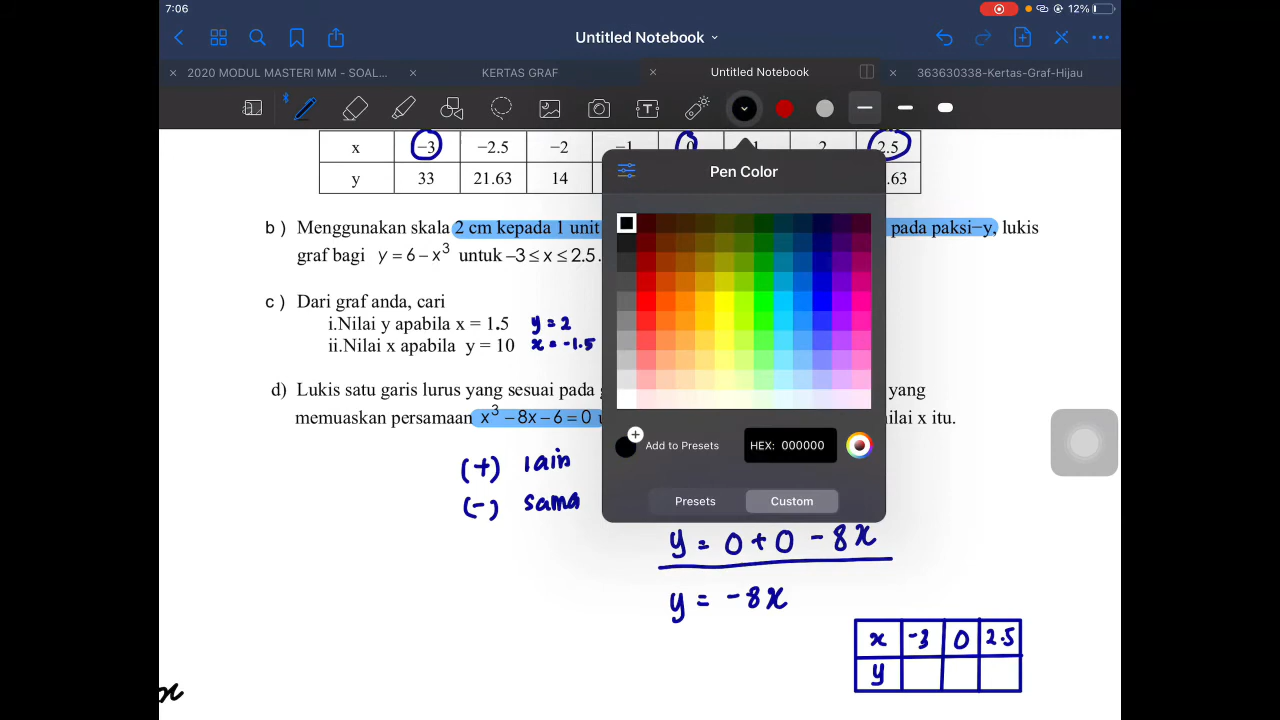 7:06
12%
Untitled Notebook
2020 MODUL MASTERI MM - SOAL...
KERTAS GRAF
Untitled Notebook
363630338-Kertas-Graf-Hijau
x −3 −2.5 −2 −1 0 1 2 2.5
y 33 21.63 14 .63
b) Menggunakan skala 2 cm kepada 1 unit pada paksi−y, lukis
graf bagi y = 6 − x³ untuk −3 ≤ x ≤ 2.5.
c) Dari graf anda, cari
i.Nilai y apabila x = 1.5 y = 2
ii.Nilai x apabila y = 10 x = -1.5
d) Lukis satu garis lurus yang sesuai pada yang
memuaskan persamaan x³ − 8x − 6 = 0 nilai x itu.
(+) lain
(-) sama
Pen Color
Add to Presets
HEX: 000000
Presets
Custom
y = 0 + 0 - 8x
y = -8x
x -3 0 2.5
y
x